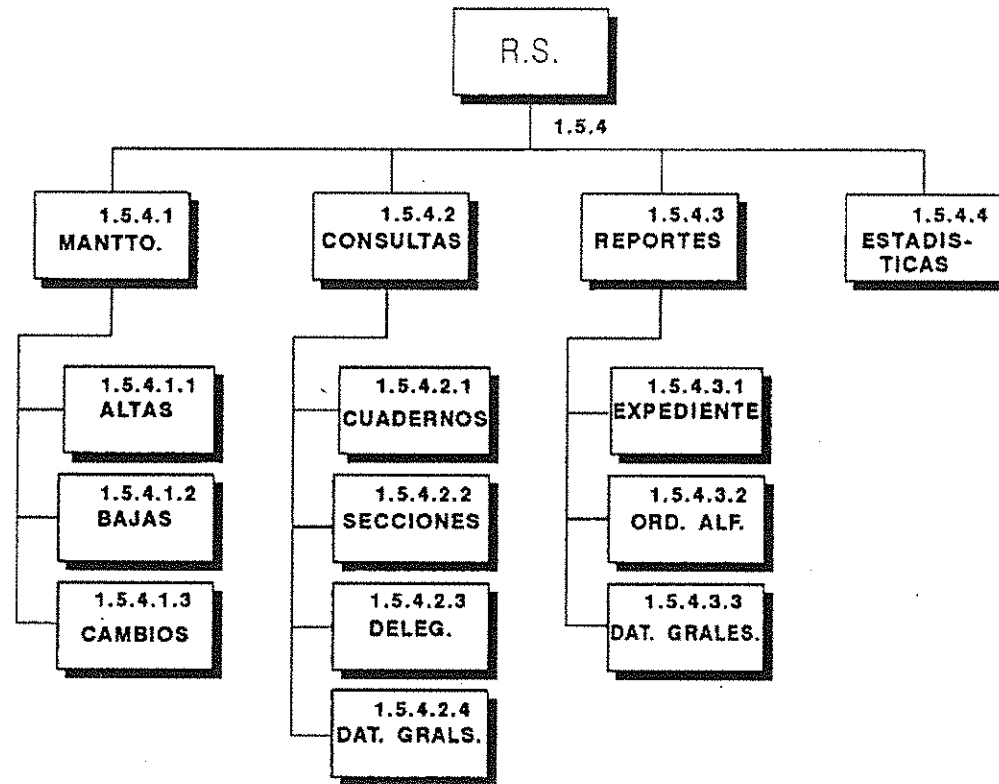 R.S.
1.5.4
1.5.4.1
MANTTO.
1.5.4.2
CONSULTAS
1.5.4.3
REPORTES
1.5.4.4
ESTADIS-
TICAS
1.5.4.1.1
ALTAS
1.5.4.1.2
BAJAS
1.5.4.1.3
CAMBIOS
1.5.4.2.1
CUADERNOS
1.5.4.2.2
SECCIONES
1.5.4.2.3
DELEG.
1.5.4.2.4
DAT. GRALS.
1.5.4.3.1
EXPEDIENTE
1.5.4.3.2
ORD. ALF.
1.5.4.3.3
DAT. GRALES.